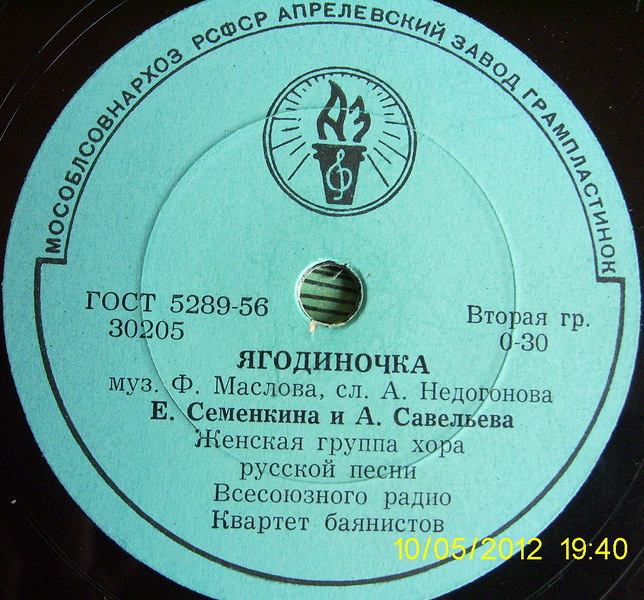 МОСОБЛСОВНАРХОЗ РСФСР АПРЕЛЕВСКИЙ ЗАВОД ГРАМПЛАСТИНОК
АЗ
ГОСТ 5289-56
30205
Вторая гр.
0-30
ЯГОДИНОЧКА
муз. Ф. Маслова, сл. А. Недогонова
Е. Семенкина и А. Савельева
Женская группа хора
русской песни
Всесоюзного радио
Квартет баянистов
10/05/2012 19:40